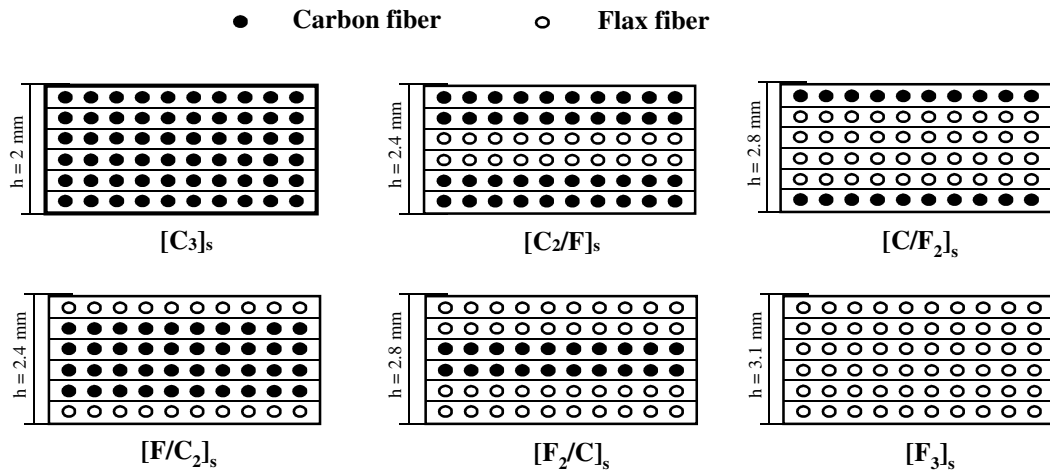 Carbon fiber Flax fiber
h = 2 mm
h = 2.4 mm
h = 2.8 mm
[C₃]ₛ
[C₂/F]ₛ
[C/F₂]ₛ
h = 2.4 mm
h = 2.8 mm
h = 3.1 mm
[F/C₂]ₛ
[F₂/C]ₛ
[F₃]ₛ